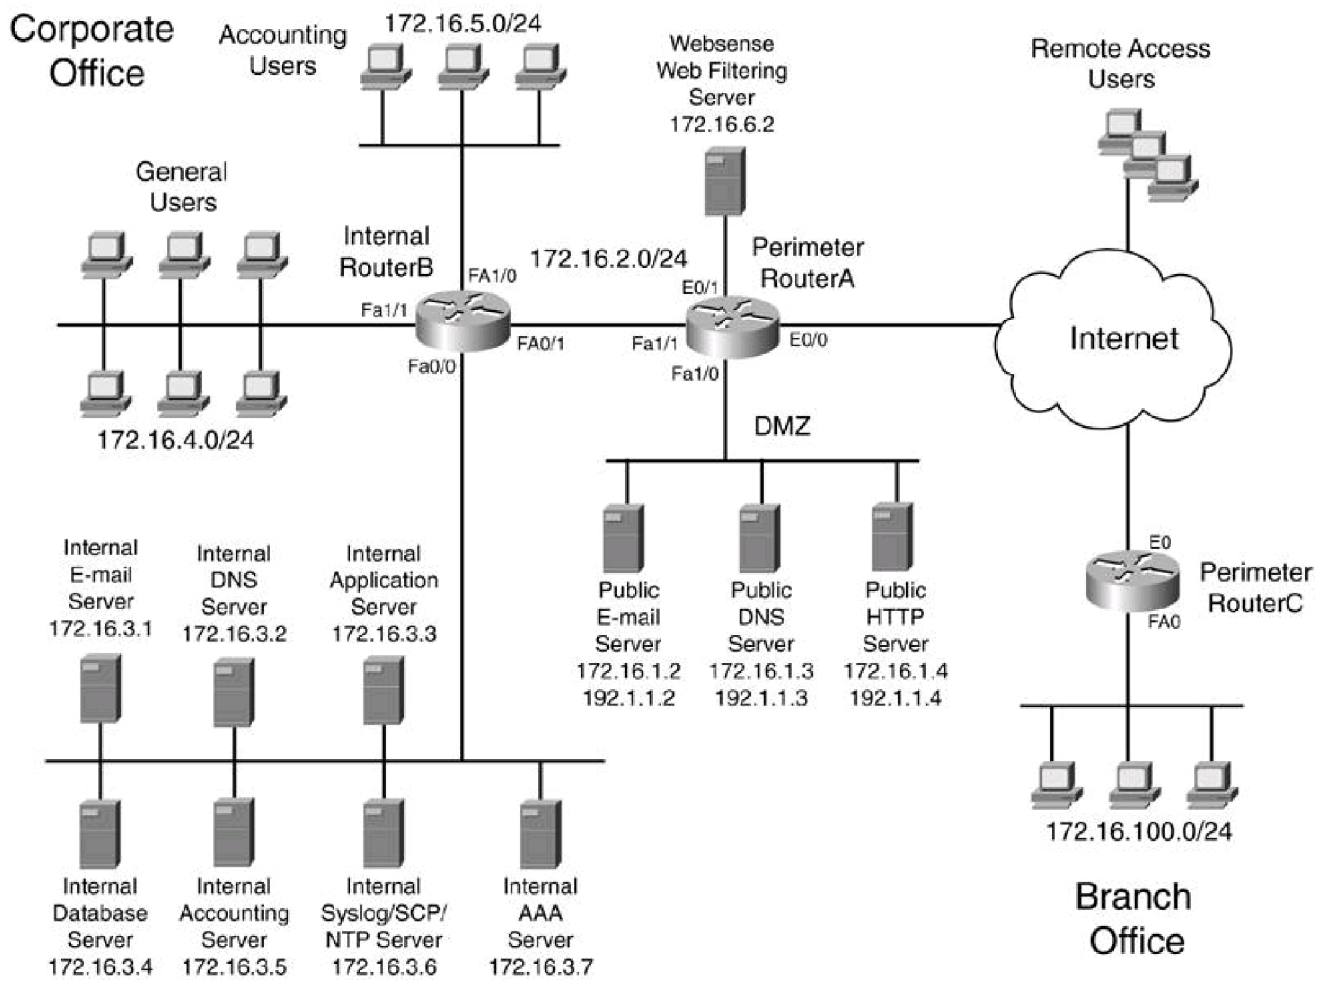 Corporate
Office
Accounting
Users
172.16.5.0/24
Websense
Web Filtering
Server
172.16.6.2
Remote Access
Users
General
Users
Internal
RouterB
FA1/0
172.16.2.0/24
Perimeter
RouterA
E0/1
Fa1/1
FA0/1
Fa0/0
Fa1/1
E0/0
Fa1/0
Internet
172.16.4.0/24
DMZ
Internal
E-mail
Server
172.16.3.1
Internal
DNS
Server
172.16.3.2
Internal
Application
Server
172.16.3.3
Public
E-mail
Server
172.16.1.2
192.1.1.2
Public
DNS
Server
172.16.1.3
192.1.1.3
Public
HTTP
Server
172.16.1.4
192.1.1.4
E0
Perimeter
RouterC
FA0
172.16.100.0/24
Branch
Office
Internal
Database
Server
172.16.3.4
Internal
Accounting
Server
172.16.3.5
Internal
Syslog/SCP/
NTP Server
172.16.3.6
Internal
AAA
Server
172.16.3.7